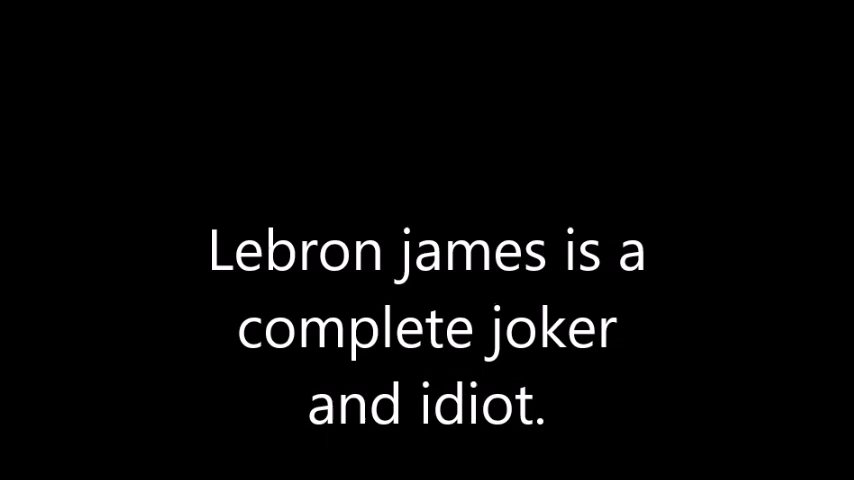 Lebron james is a
complete joker
and idiot.